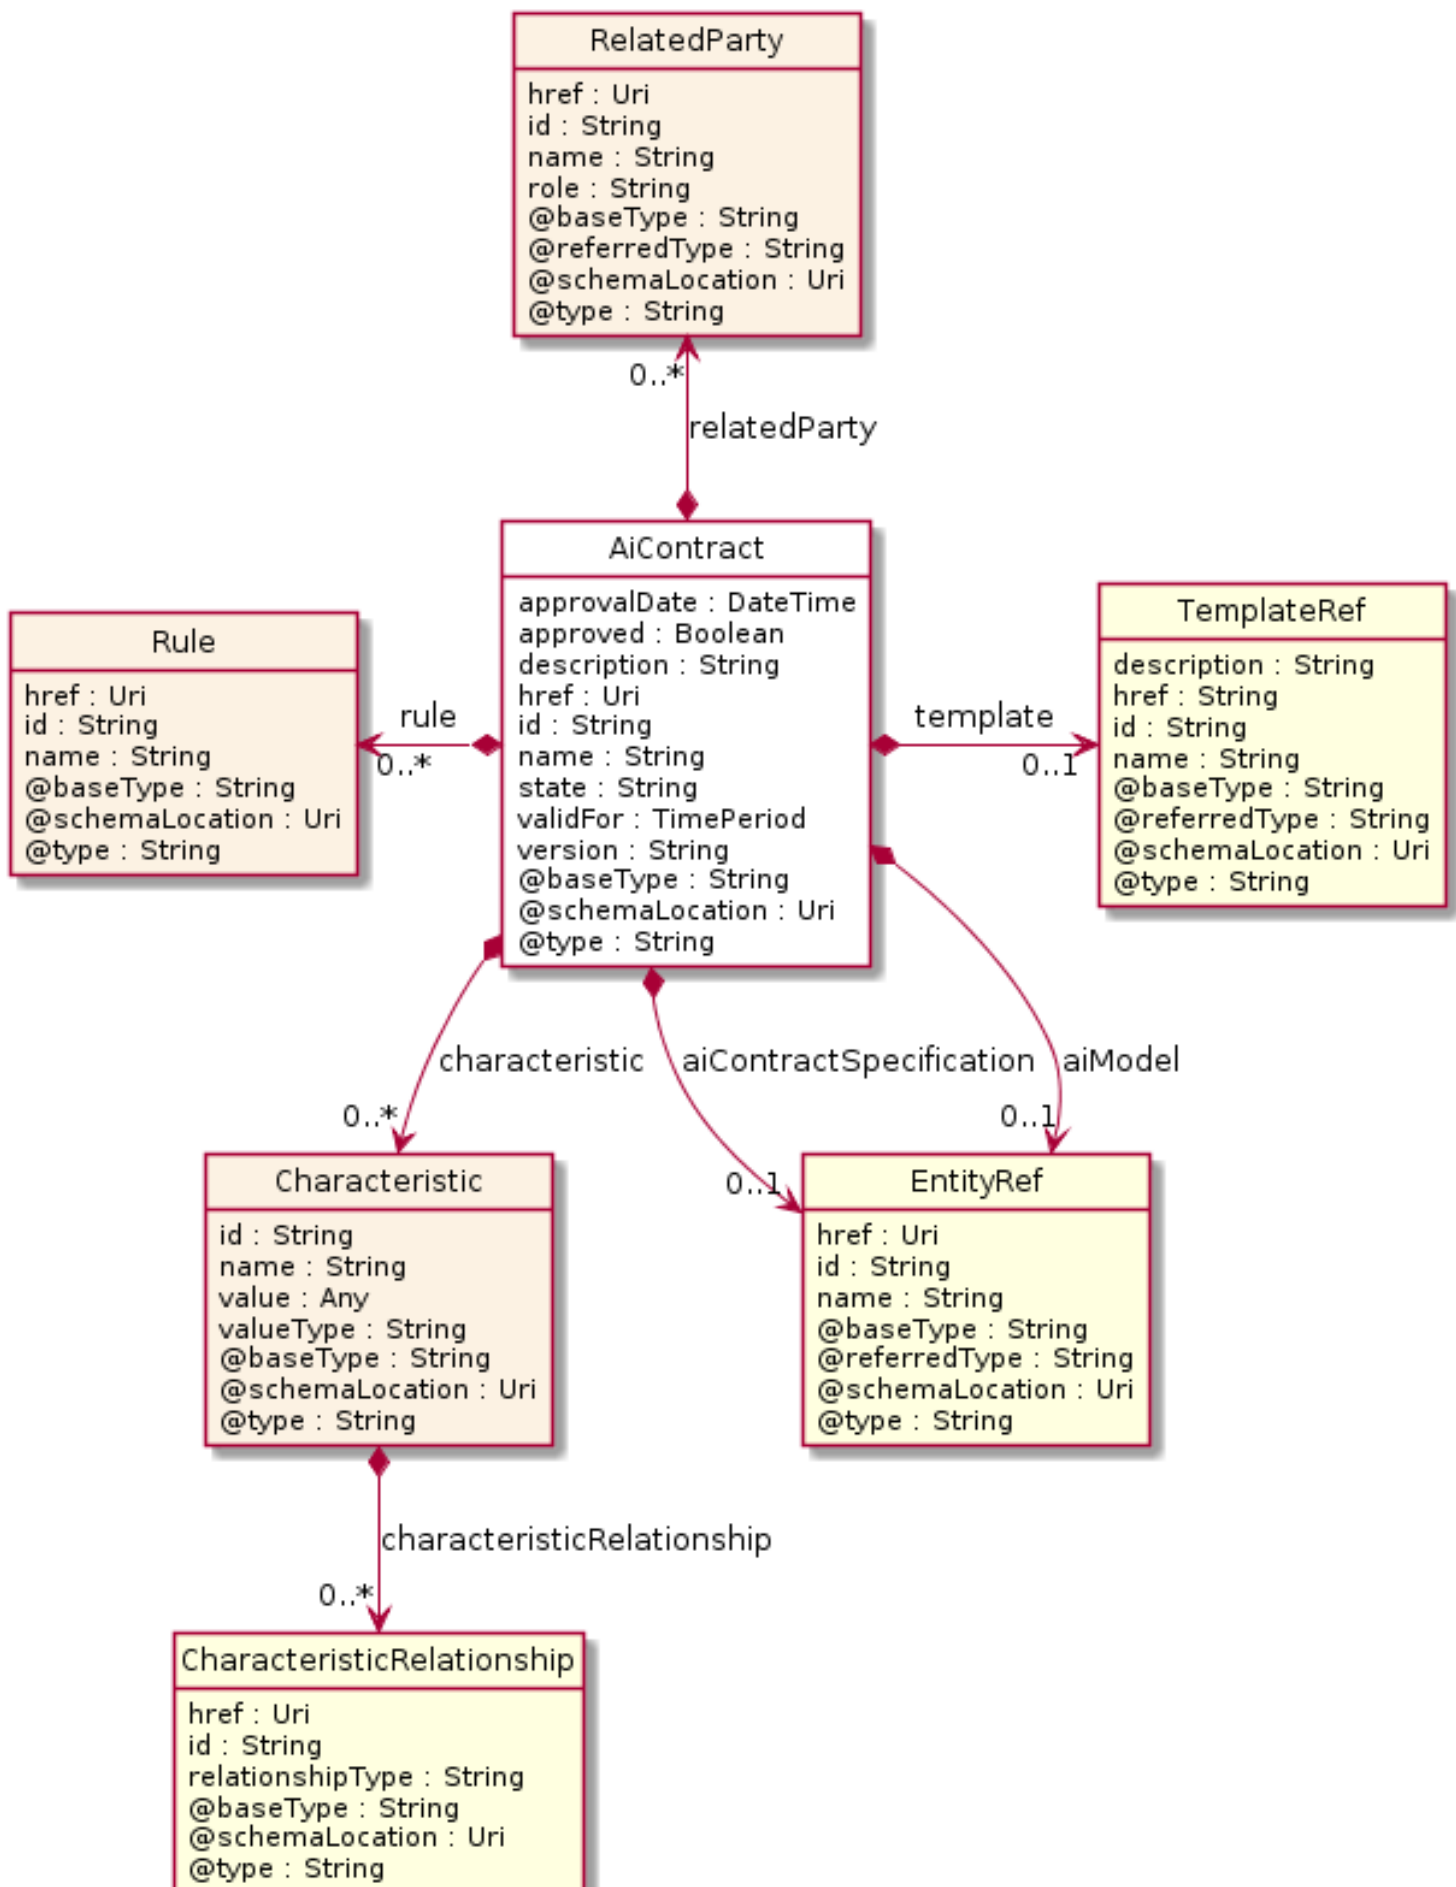 RelatedParty
href : Uri
id : String
name : String
role : String
@baseType : String
@referredType : String
@schemaLocation : Uri
@type : String
0..*
relatedParty
AiContract
approvalDate : DateTime
approved : Boolean
description : String
href : Uri
id : String
name : String
state : String
validFor : TimePeriod
version : String
@baseType : String
@schemaLocation : Uri
@type : String
Rule
href : Uri
id : String
name : String
@baseType : String
@schemaLocation : Uri
@type : String
rule
0..*
template
0..1
TemplateRef
description : String
href : String
id : String
name : String
@baseType : String
@referredType : String
@schemaLocation : Uri
@type : String
characteristic
0..*
aiContractSpecification
0..1
aiModel
0..1
Characteristic
id : String
name : String
value : Any
valueType : String
@baseType : String
@schemaLocation : Uri
@type : String
EntityRef
href : Uri
id : String
name : String
@baseType : String
@referredType : String
@schemaLocation : Uri
@type : String
characteristicRelationship
0..*
CharacteristicRelationship
href : Uri
id : String
relationshipType : String
@baseType : String
@schemaLocation : Uri
@type : String